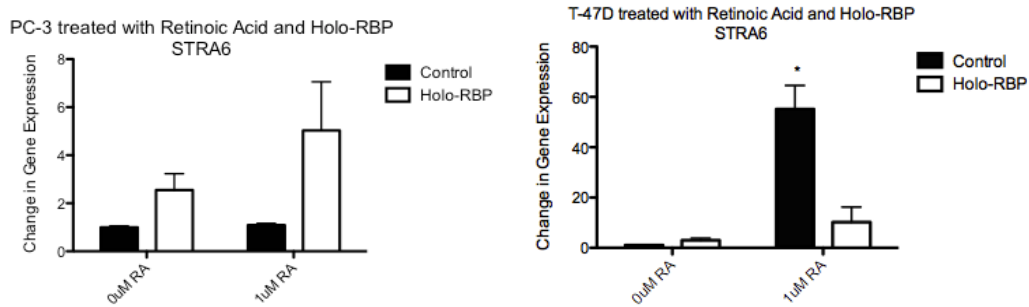 PC-3 treated with Retinoic Acid and Holo-RBP
STRA6
Change in Gene Expression
8
6
4
2
0
0uM RA
1uM RA
Control
Holo-RBP
T-47D treated with Retinoic Acid and Holo-RBP
STRA6
Change in Gene Expression
80
60
40
20
0
*
0uM RA
1uM RA
Control
Holo-RBP